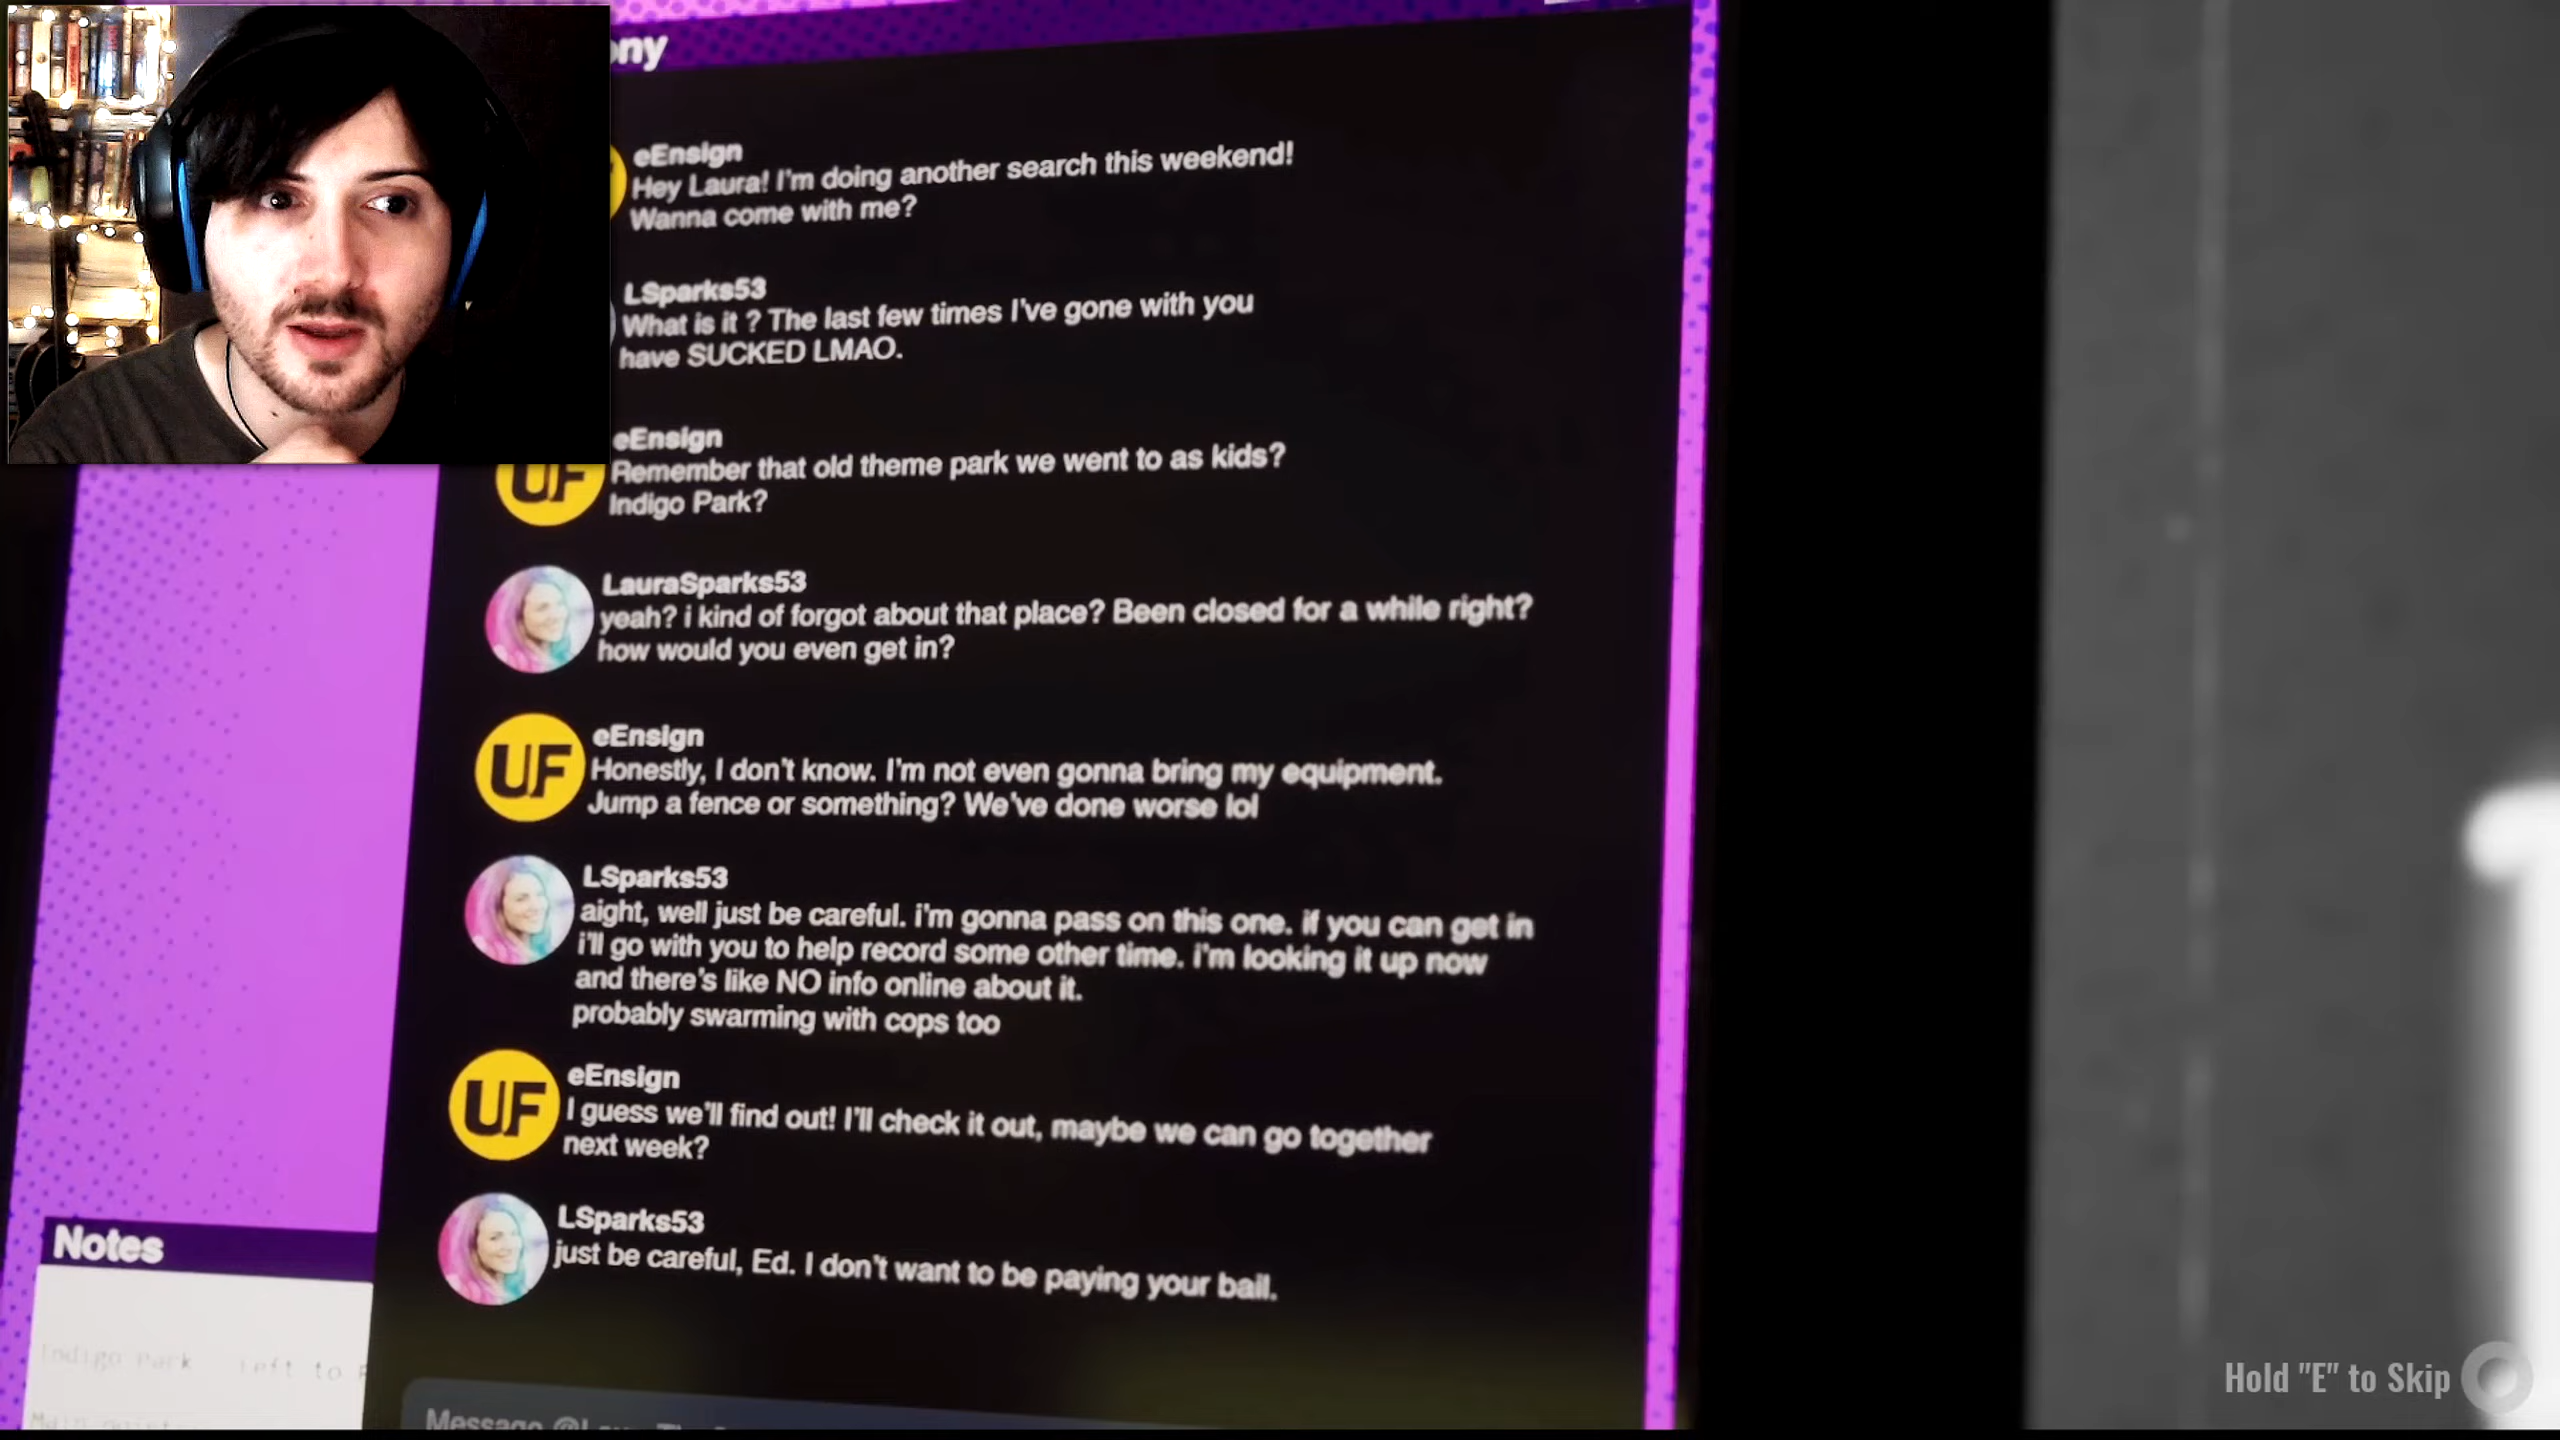 ny
eEnsign
Hey Laura! I'm doing another search this weekend!
Wanna come with me?
LSparks53
What is it ? The last few times I've gone with you
have SUCKED LMAO.
UF
eEnsign
Remember that old theme park we went to as kids?
Indigo Park?
LauraSparks53
yeah? i kind of forgot about that place? Been closed for a while right?
how would you even get in?
UF
eEnsign
Honestly, I don't know. I'm not even gonna bring my equipment.
Jump a fence or something? We've done worse lol
LSparks53
aight, well just be careful. i'm gonna pass on this one. if you can get in
i'll go with you to help record some other time. i'm looking it up now
and there's like NO info online about it.
probably swarming with cops too
UF
eEnsign
I guess we'll find out! I'll check it out, maybe we can go together
next week?
LSparks53
just be careful, Ed. I don't want to be paying your bail.
Notes
Indigo Park Left to
Message
Hold "E" to Skip